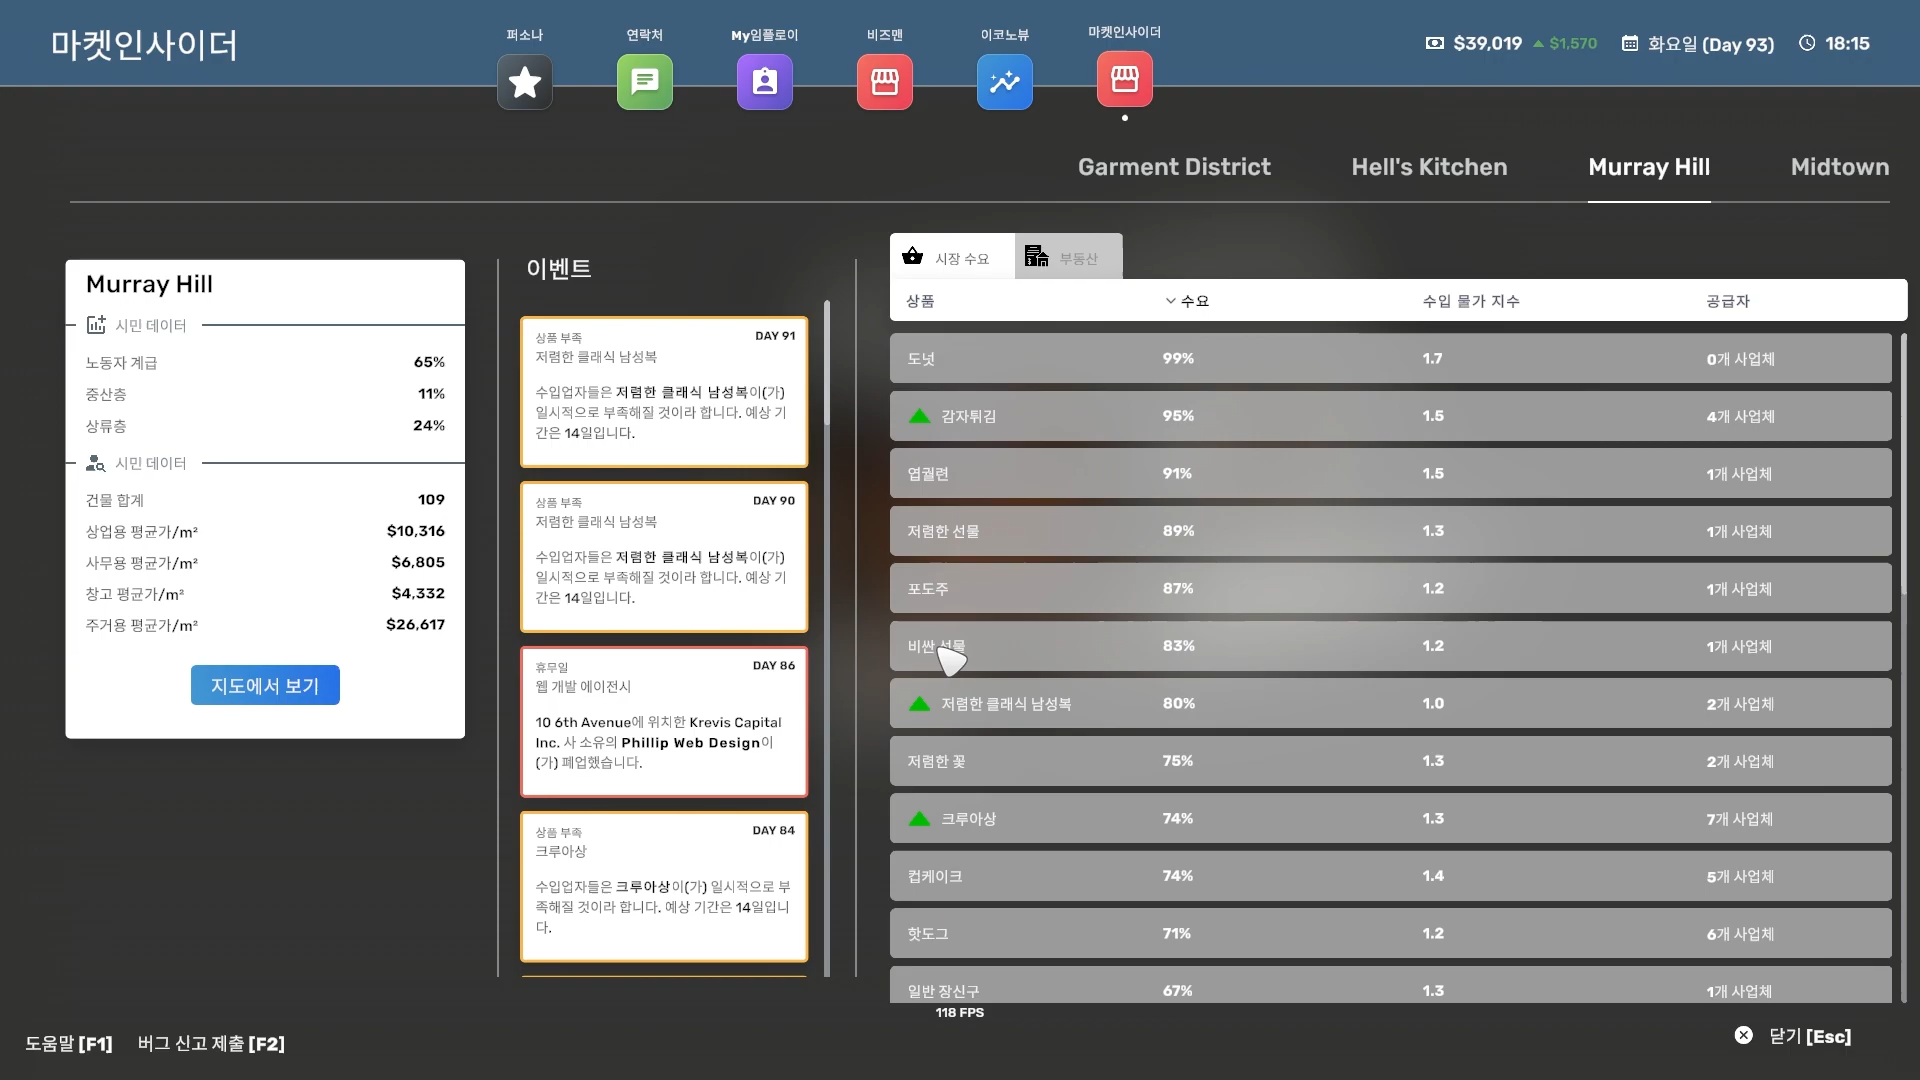 마켓인사이더
퍼소나
연락처
My임플로이
비즈맨
이코노뷰
마켓인사이더
$39,019 $1,570 화요일 (Day 93) 18:15
Garment District Hell's Kitchen Murray Hill Midtown
Murray Hill
시민 데이터
노동자 계급 65%
중산층 11%
상류층 24%
시민 데이터
건물 합계 109
상업용 평균가/m² $10,316
사무용 평균가/m² $6,805
창고 평균가/m² $4,332
주거용 평균가/m² $26,617
지도에서 보기
이벤트
상품 부족 DAY 91
저렴한 클래식 남성복
수입업자들은 저렴한 클래식 남성복이(가)
일시적으로 부족해질 것이라 합니다. 예상 기
간은 14일입니다.
상품 부족 DAY 90
저렴한 클래식 남성복
수입업자들은 저렴한 클래식 남성복이(가)
일시적으로 부족해질 것이라 합니다. 예상 기
간은 14일입니다.
휴무일 DAY 86
웹 개발 에이전시
10 6th Avenue에 위치한 Krevis Capital
Inc. 사 소유의 Phillip Web Design이
(가) 폐업했습니다.
상품 부족 DAY 84
크루아상
수입업자들은 크루아상이(가) 일시적으로 부
족해질 것이라 합니다. 예상 기간은 14일입니
다.
시장 수요 부동산
상품 수요 수입 물가 지수 공급자
도넛 99% 1.7 0개 사업체
감자튀김 95% 1.5 4개 사업체
엽궐련 91% 1.5 1개 사업체
저렴한 선물 89% 1.3 1개 사업체
포도주 87% 1.2 1개 사업체
비싼 선물 83% 1.2 1개 사업체
저렴한 클래식 남성복 80% 1.0 2개 사업체
저렴한 꽃 75% 1.3 2개 사업체
크루아상 74% 1.3 7개 사업체
컵케이크 74% 1.4 5개 사업체
핫도그 71% 1.2 6개 사업체
일반 장신구 67% 1.3 1개 사업체
118 FPS
도움말 [F1] 버그 신고 제출 [F2]
닫기 [Esc]